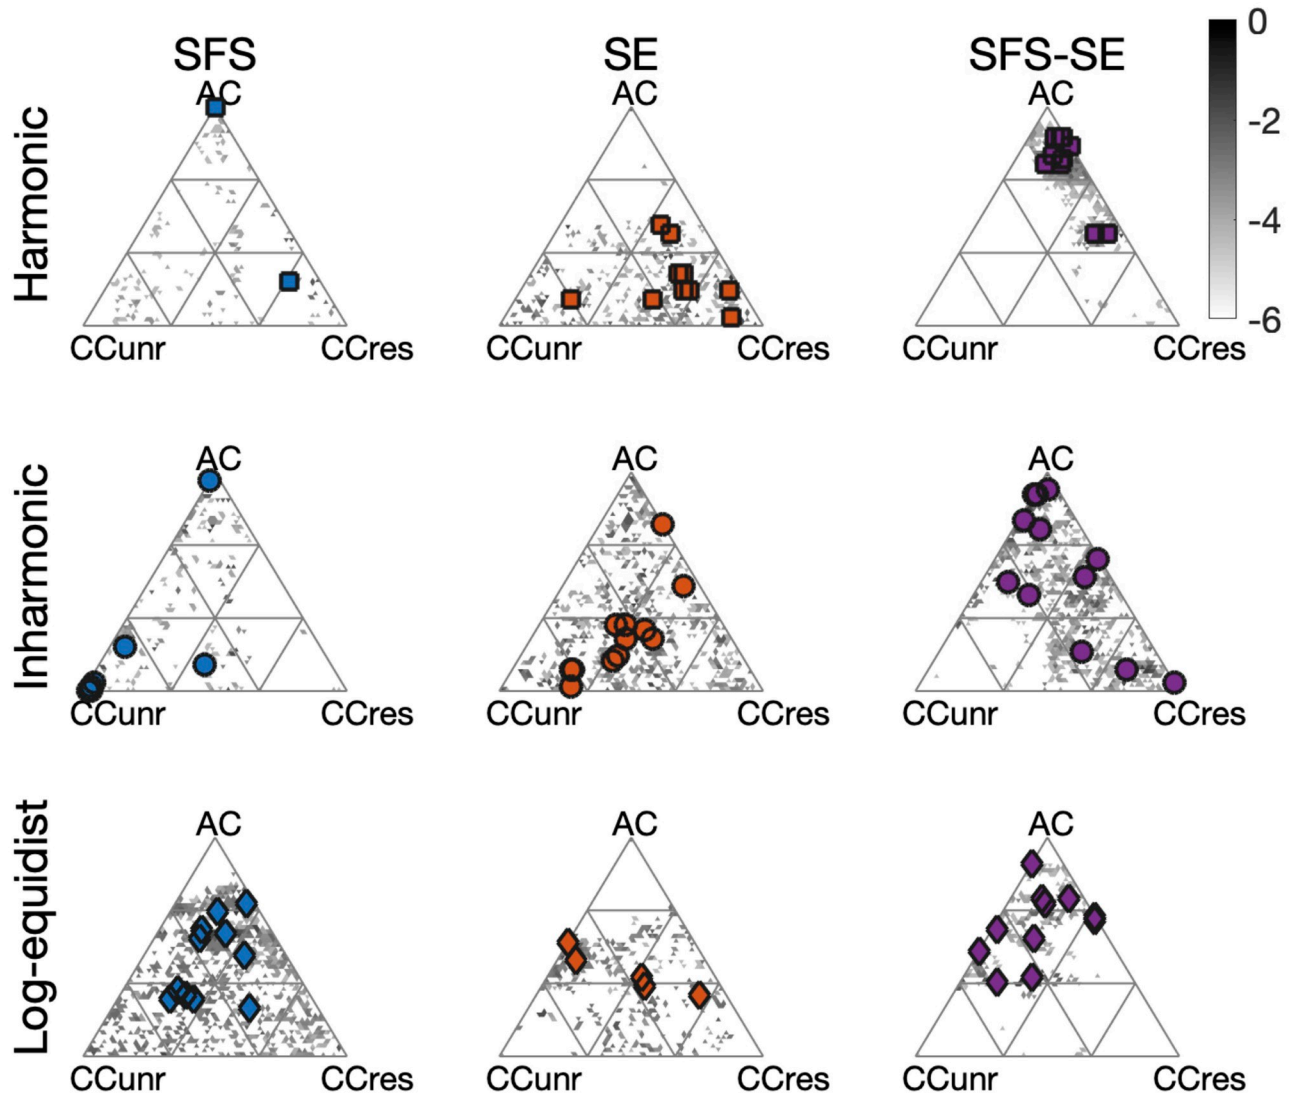 SFS SE SFS-SE
0
-2
-4
-6
Harmonic
AC AC AC
CCunr CCres CCunr CCres CCunr CCres
Inharmonic
AC AC AC
CCunr CCres CCunr CCres CCunr CCres
Log-equidist
AC AC AC
CCunr CCres CCunr CCres CCunr CCres